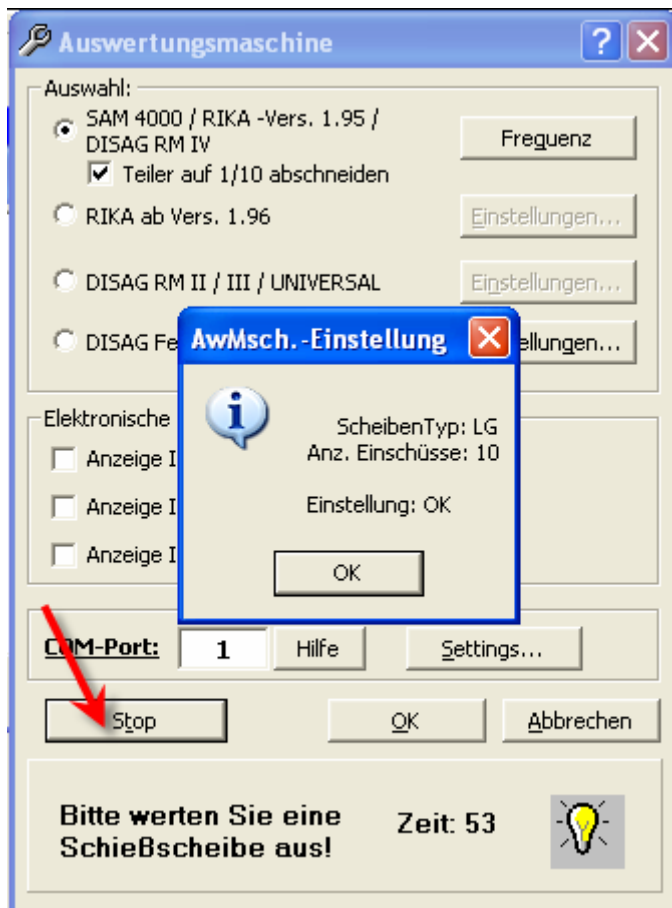 Auswertungsmaschine
Auswahl:
SAM 4000 / RIKA -Vers. 1.95 /
DISAG RM IV
Frequenz
Teiler auf 1/10 abschneiden
RIKA ab Vers. 1.96
Einstellungen...
DISAG RM II / III / UNIVERSAL
Einstellungen...
DISAG Fe
ellungen...
AwMsch.-Einstellung
ScheibenTyp: LG
Anz. Einschüsse: 10
Einstellung: OK
OK
Elektronische
Anzeige I
Anzeige I
Anzeige I
COM-Port:
1
Hilfe
Settings...
Stop
OK
Abbrechen
Bitte werten Sie eine
Schießscheibe aus!
Zeit: 53